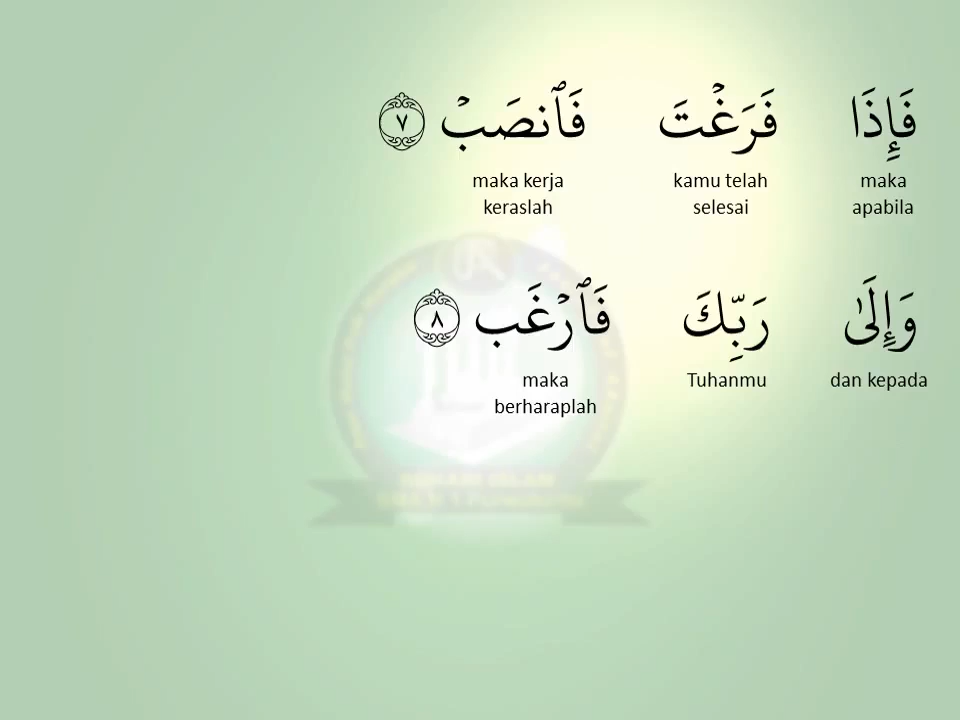 فَإِذَا فَرَغۡتَ فَٱنصَبۡ ٧
maka apabila kamu telah selesai maka kerja keraslah
وَإِلَىٰ رَبِّكَ فَٱرۡغَب ٨
dan kepada Tuhanmu maka berharaplah